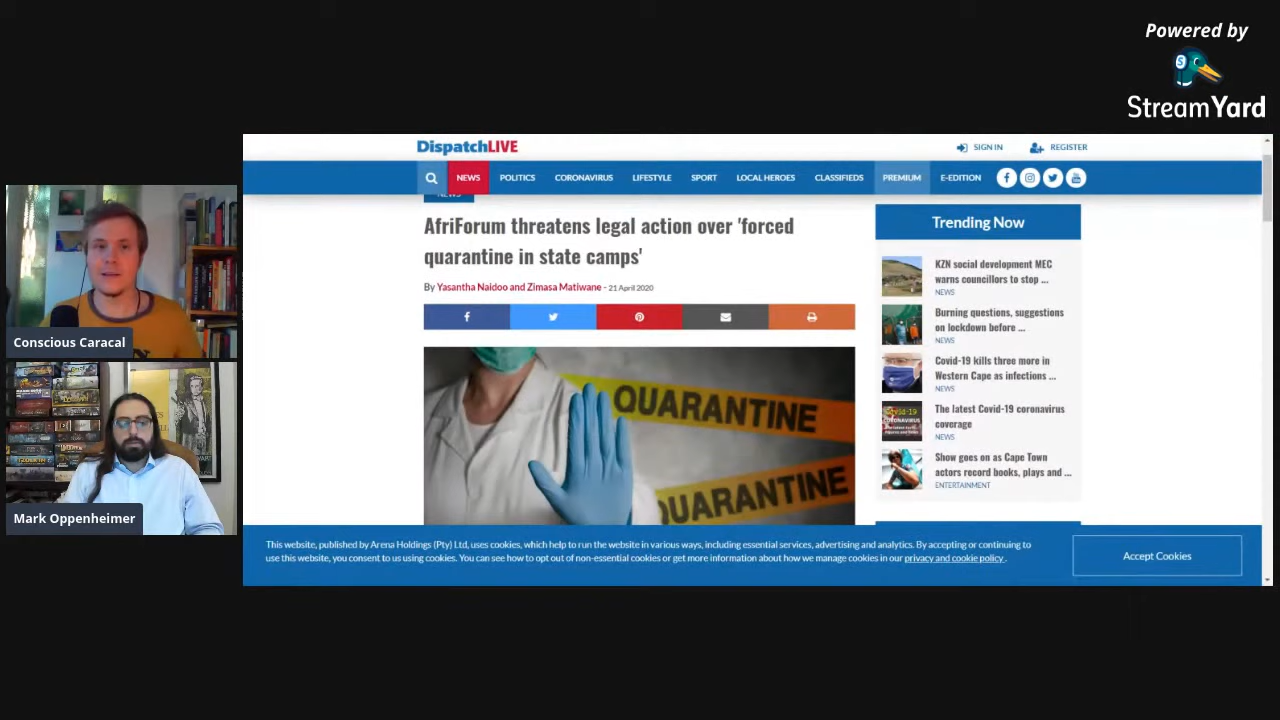 Powered by
StreamYard
DispatchLIVE
SIGN IN
REGISTER
NEWS
POLITICS
CORONAVIRUS
LIFESTYLE
SPORT
LOCAL HEROES
CLASSIFIEDS
PREMIUM
E-EDITION
NEWS
AfriForum threatens legal action over 'forced
quarantine in state camps'
By Yasantha Naidoo and Zimasa Matiwane - 21 April 2020
QUARANTINE
QUARANTINE
Trending Now
KZN social development MEC
warns councillors to stop ...
NEWS
Burning questions, suggestions
on lockdown before ...
NEWS
Covid-19 kills three more in
Western Cape as infections ...
NEWS
The latest Covid-19 coronavirus
coverage
NEWS
Show goes on as Cape Town
actors record books, plays and ...
ENTERTAINMENT
This website, published by Arena Holdings (Pty) Ltd, uses cookies, which help to run the website in various ways, including essential services, advertising and analytics. By accepting or continuing to
use this website, you consent to us using cookies. You can see how to opt out of non-essential cookies or get more information about how we manage cookies in our privacy and cookie policy .
Accept Cookies
Conscious Caracal
Mark Oppenheimer